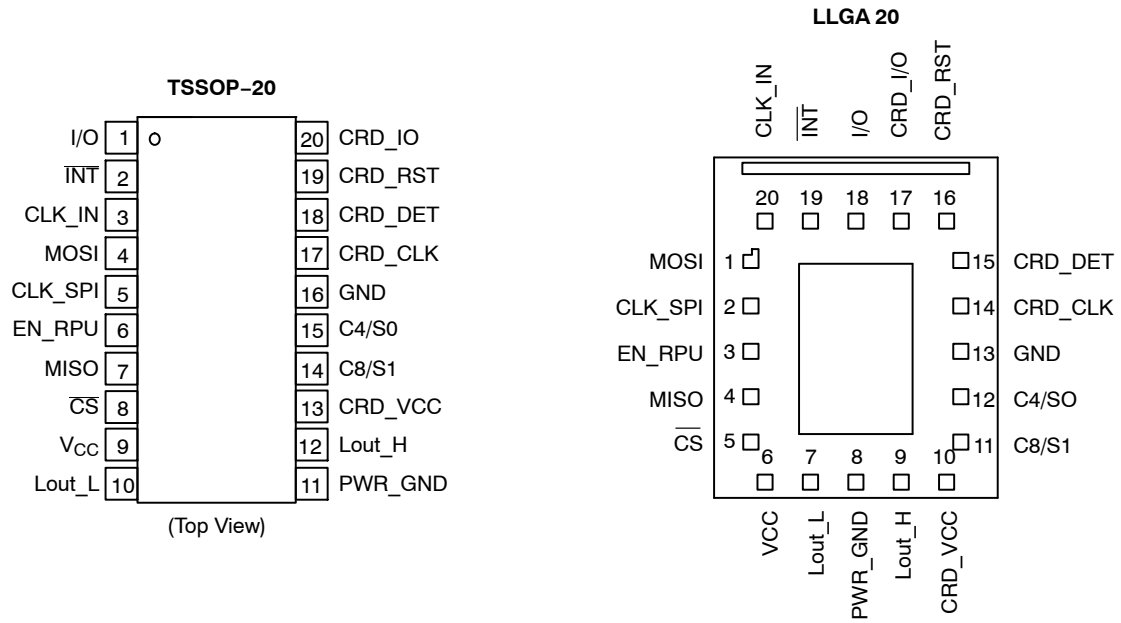 TSSOP–20
I/O 1 20 CRD_IO
INT 2 19 CRD_RST
CLK_IN 3 18 CRD_DET
MOSI 4 17 CRD_CLK
CLK_SPI 5 16 GND
EN_RPU 6 15 C4/S0
MISO 7 14 C8/S1
CS 8 13 CRD_VCC
VCC 9 12 Lout_H
Lout_L 10 11 PWR_GND
(Top View)
LLGA 20
CLK_IN INT I/O CRD_I/O CRD_RST
20 19 18 17 16
MOSI 1 15 CRD_DET
CLK_SPI 2 14 CRD_CLK
EN_RPU 3 13 GND
MISO 4 12 C4/SO
CS 5 11 C8/S1
6 7 8 9 10
VCC Lout_L PWR_GND Lout_H CRD_VCC